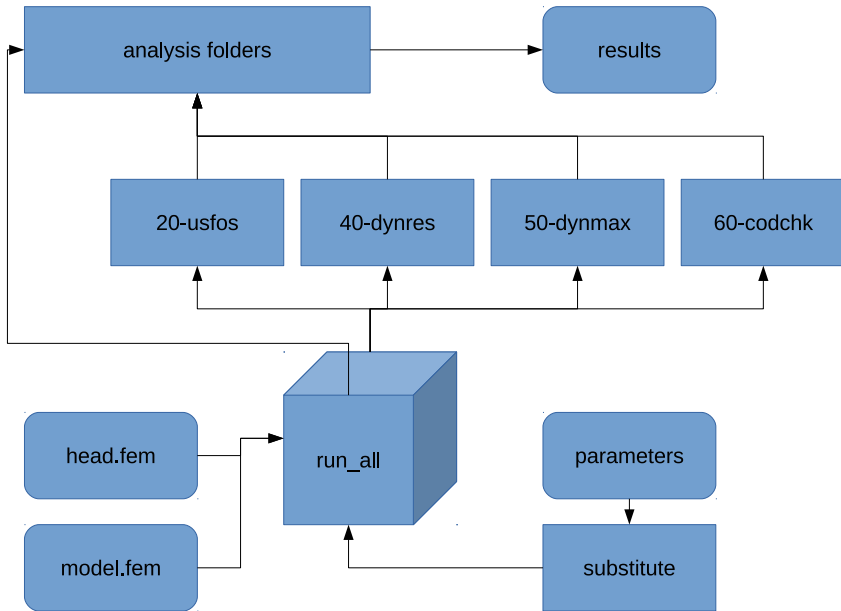 analysis folders
results
20-usfos
40-dynres
50-dynmax
60-codchk
head.fem
run_all
parameters
model.fem
substitute